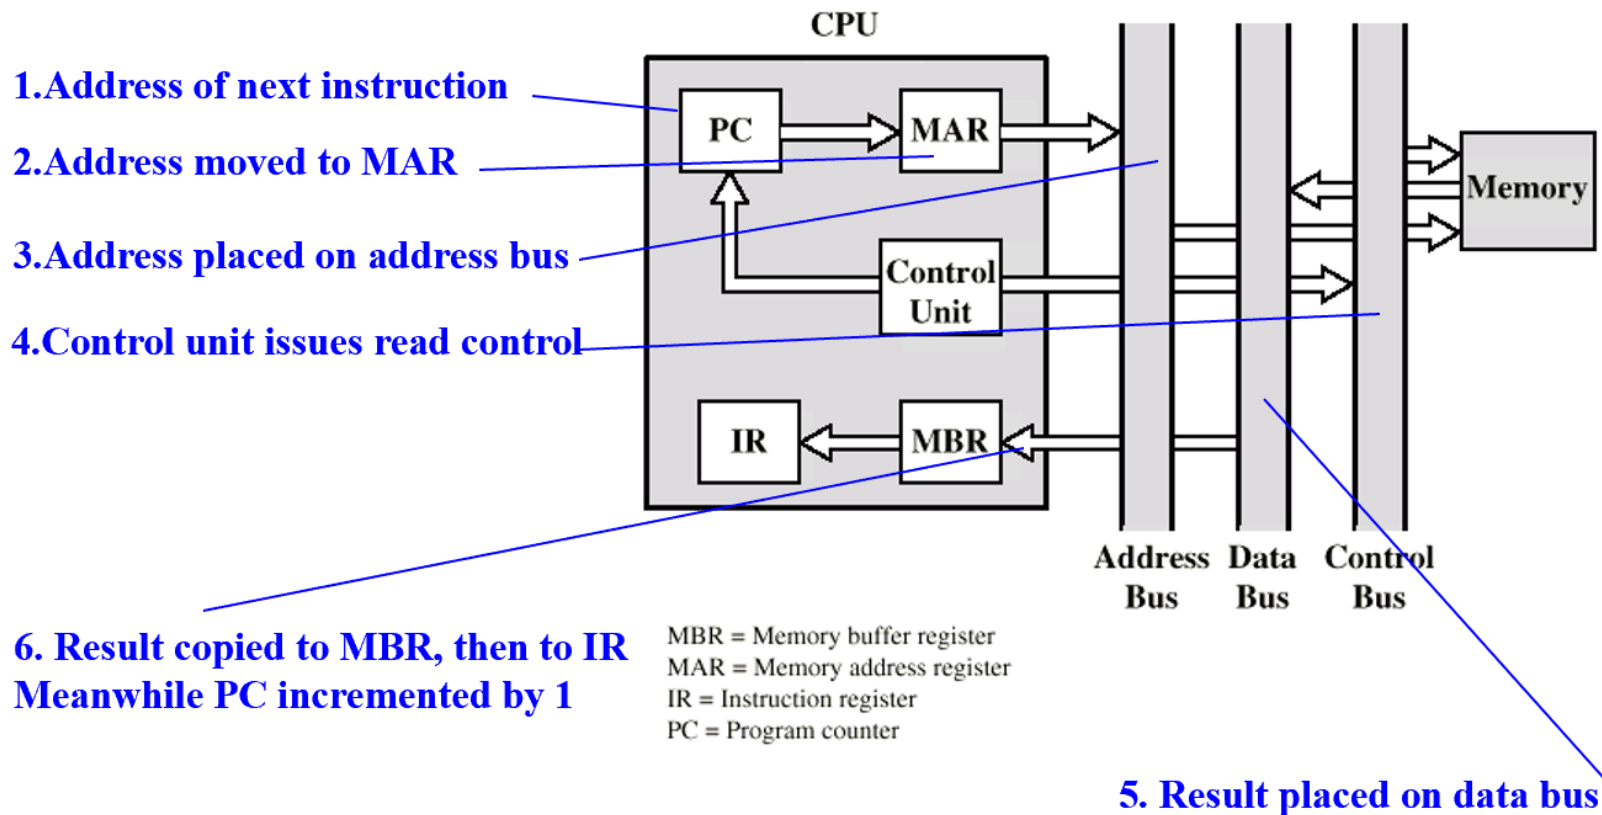 CPU
1.Address of next instruction
PC
MAR
2.Address moved to MAR
Memory
3.Address placed on address bus
Control
Unit
4.Control unit issues read control
IR
MBR
Address
Bus
Data
Bus
Control
Bus
6. Result copied to MBR, then to IR
Meanwhile PC incremented by 1
MBR = Memory buffer register
MAR = Memory address register
IR = Instruction register
PC = Program counter
5. Result placed on data bus